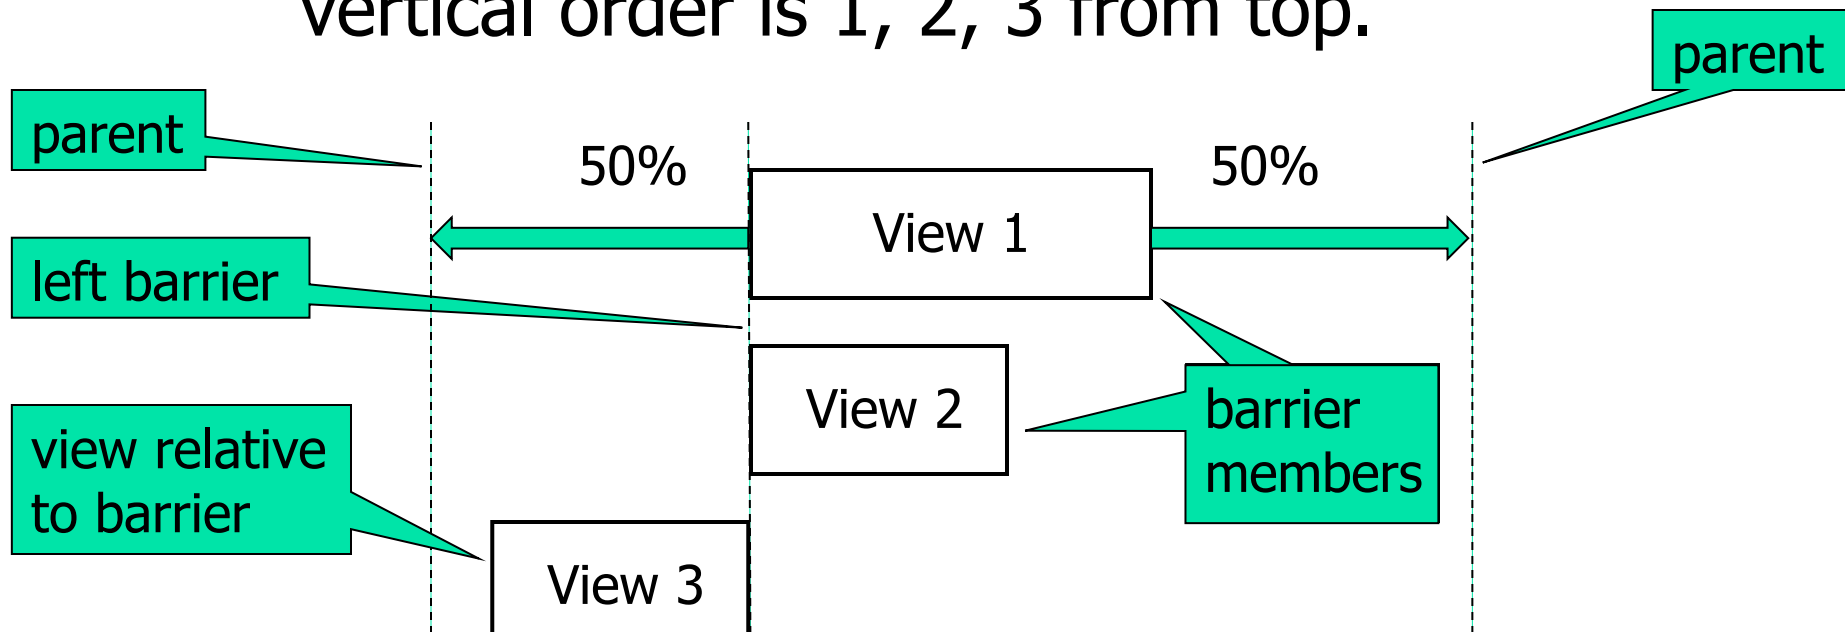 vertical order is 1, 2, 3 from top.
parent
parent
50%
50%
View 1
left barrier
View 2
barrier
members
view relative
to barrier
View 3